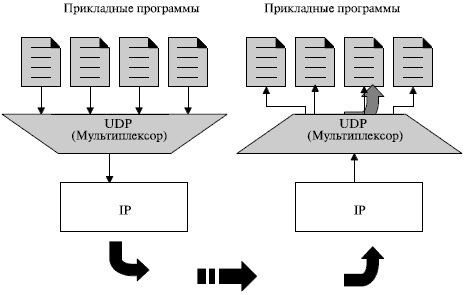 Прикладные программы
Прикладные программы
UDP
(Мультиплексор)
UDP
(Мультиплексор)
IP
IP